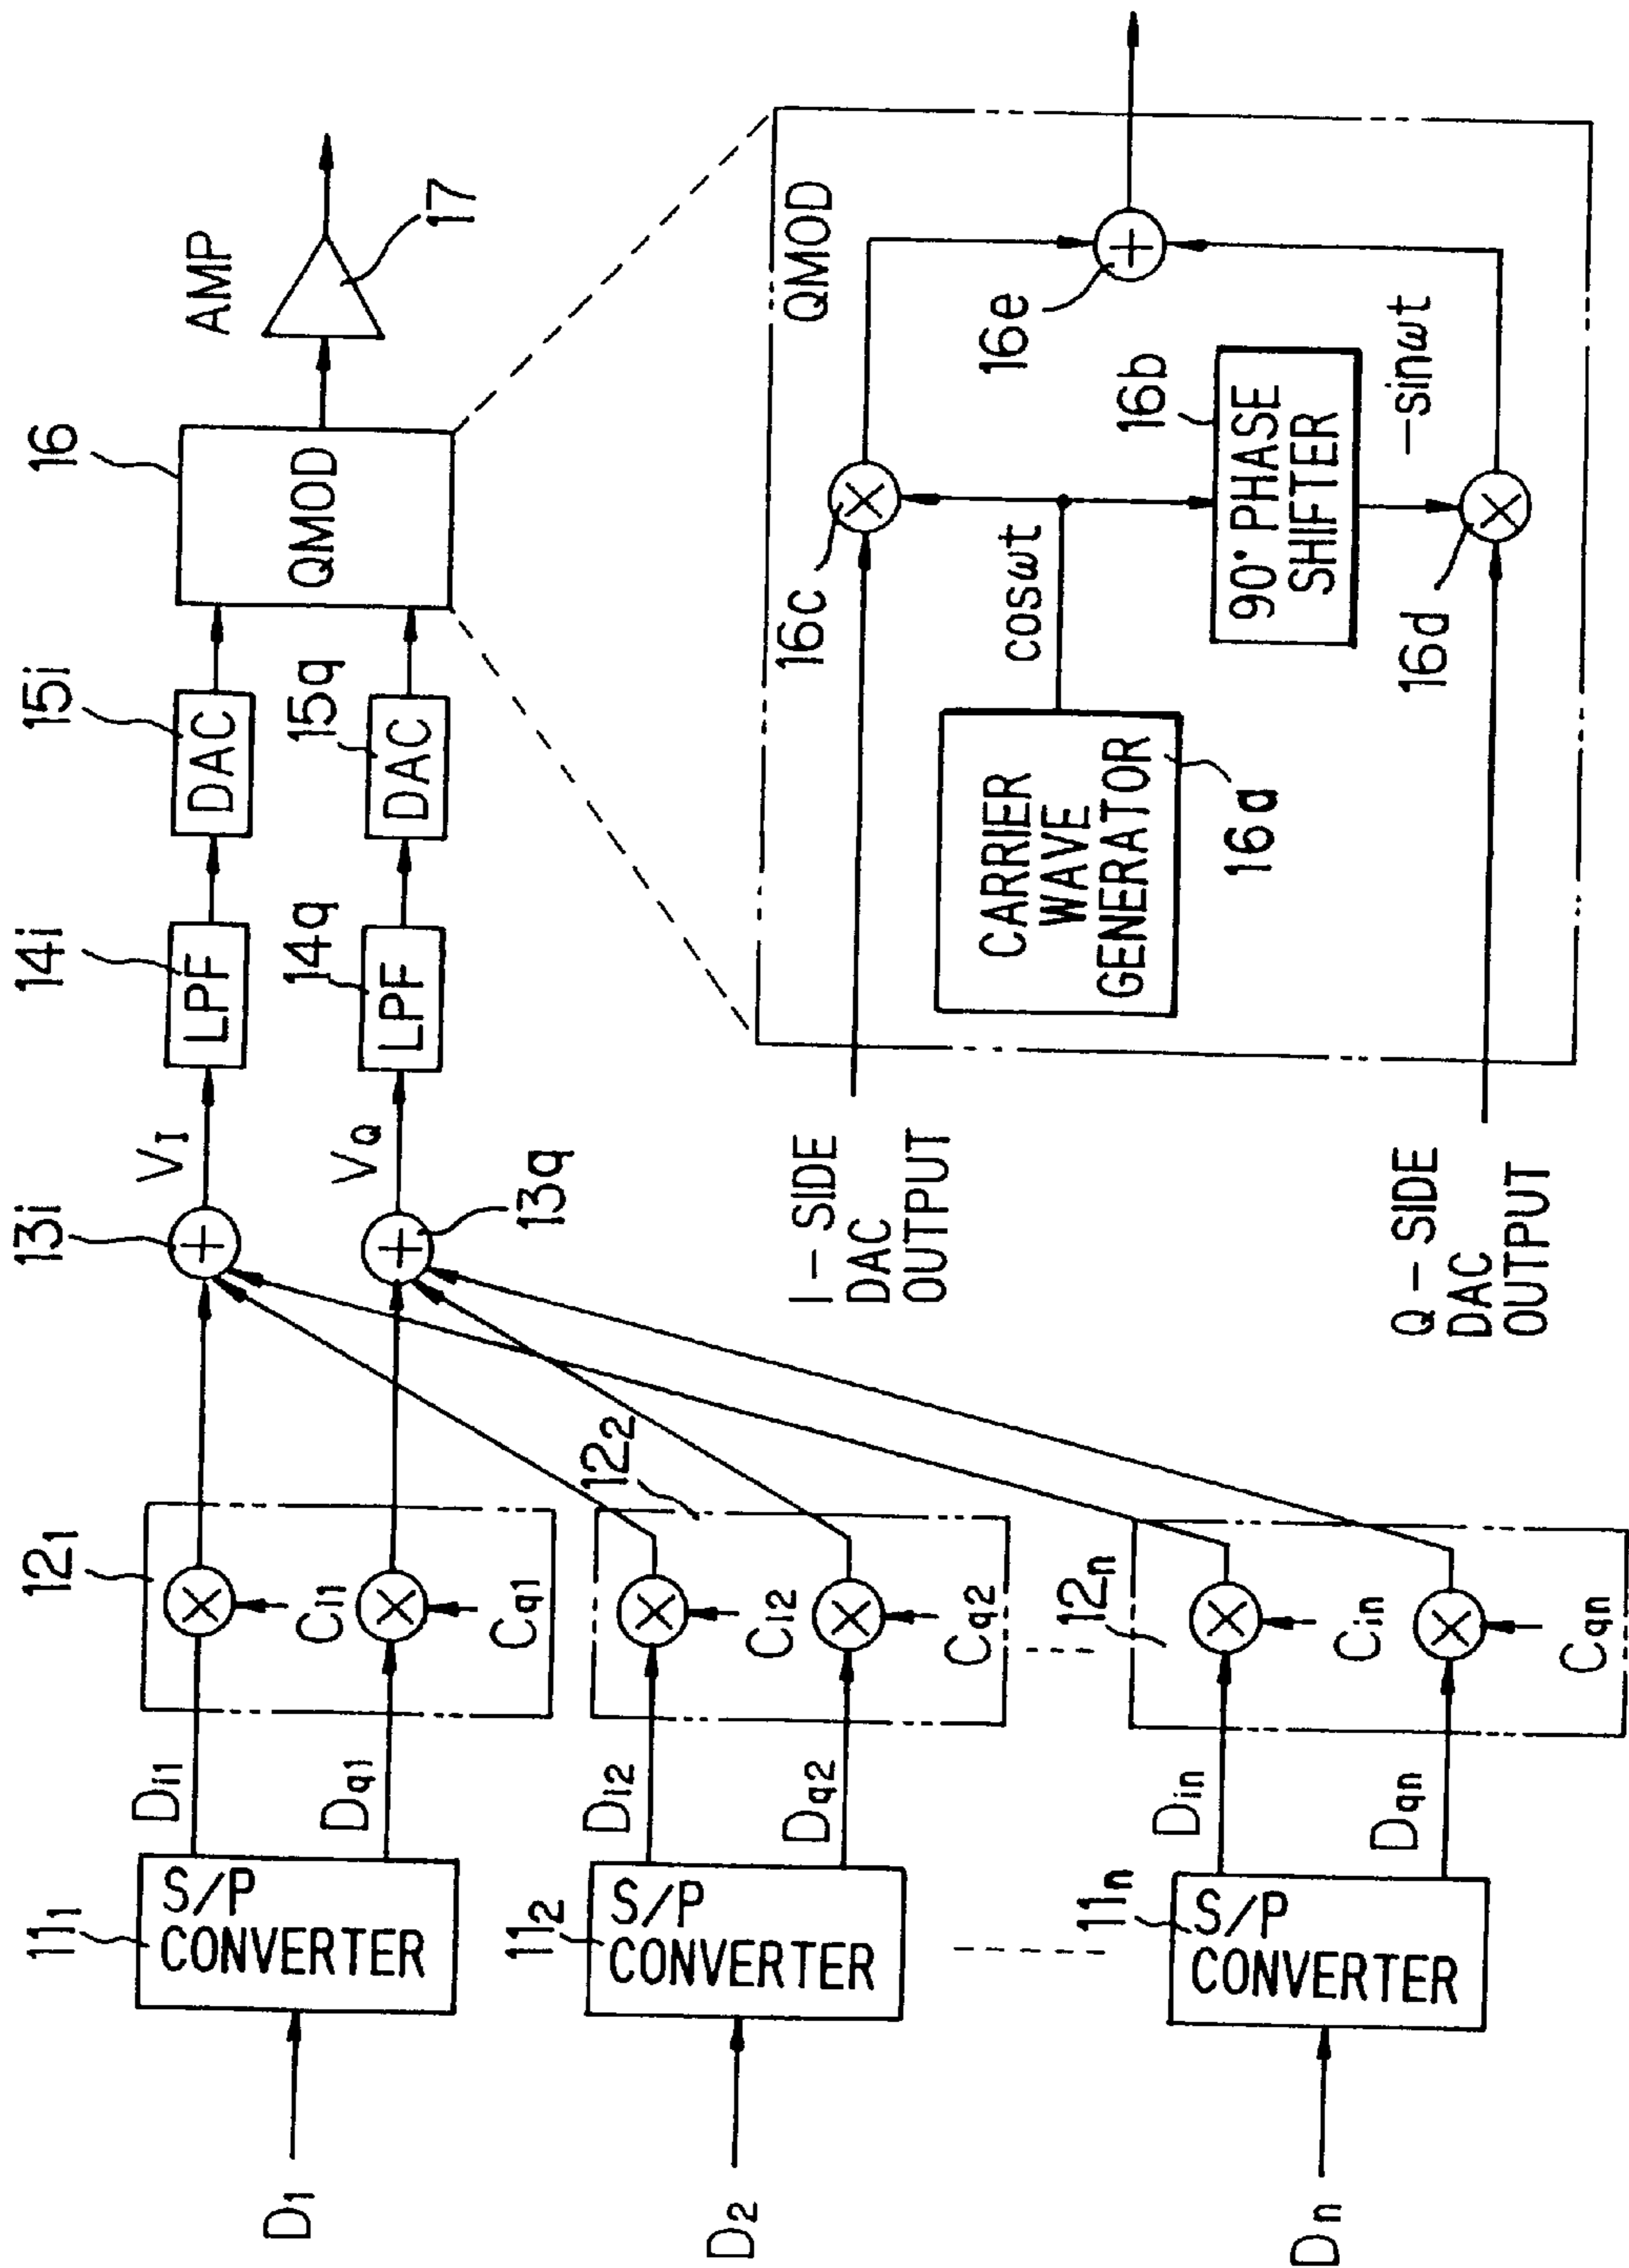 D1
11₁
S/P
CONVERTER
Di1
Dq1
12₁
Ci1
Cq1
13i
VI
13q
VQ
14i
LPF
14q
LPF
15i
DAC
15q
DAC
16
QMOD
AMP
17
D2
11₂
S/P
CONVERTER
Di2
Dq2
12₂
Ci2
Cq2
Dn
11n
S/P
CONVERTER
Din
Dqn
12n
Cin
Cqn
I-SIDE
DAC
OUTPUT
Q-SIDE
DAC
OUTPUT
QMOD
CARRIER
WAVE
GENERATOR
16a
cosωt
16c
90° PHASE
SHIFTER
16b
16d
-sinωt
16e